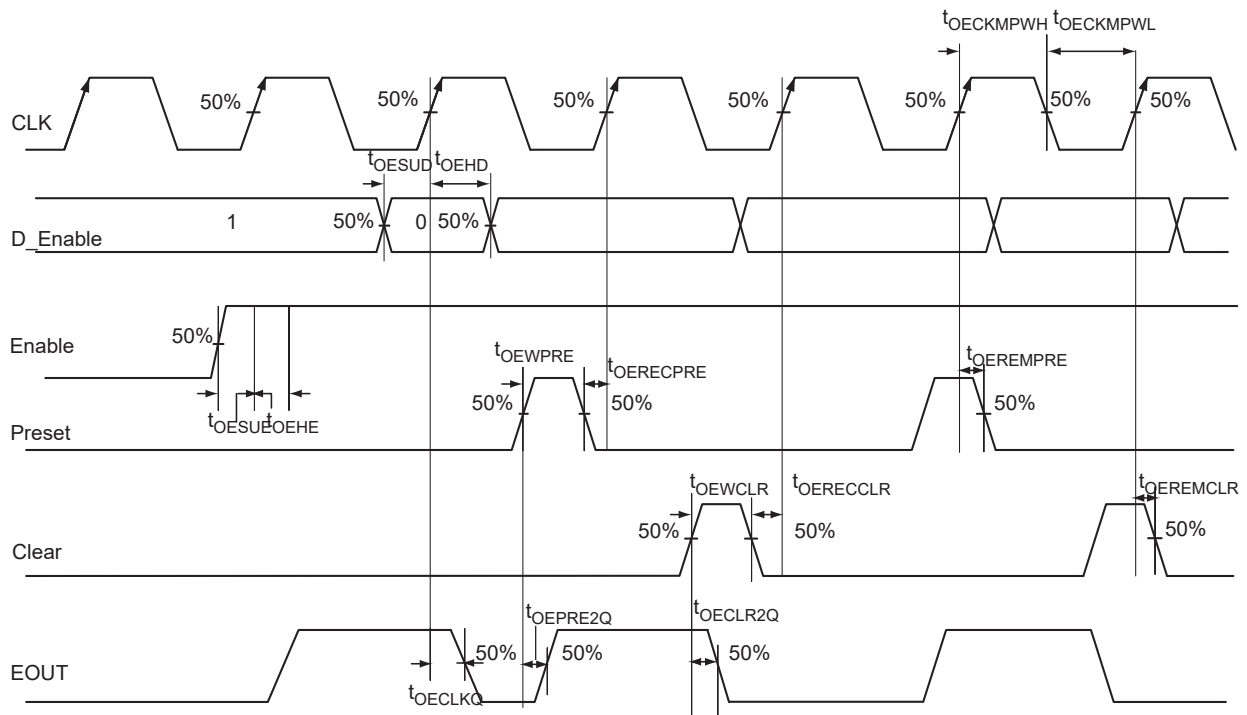 tOECKMPWH tOECKMPWL
CLK 50% 50% 50% 50% 50% 50% 50%
tOESUD tOEHD
D_Enable 1 50% 0 50%
Enable 50%
tOESUE tOEHE
tOEWPRE tOERECPRE tOEREMPRE
Preset 50% 50% 50%
tOEWCLR tOERECCLR tOEREMCLR
Clear 50% 50% 50%
tOEPRE2Q tOECLR2Q
EOUT 50% 50% 50%
tOECLKQ